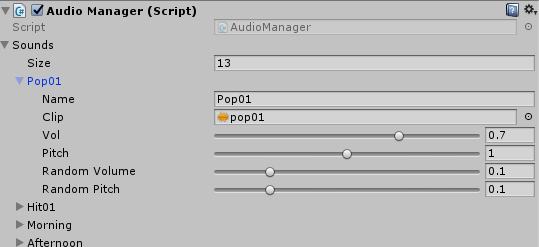 Audio Manager (Script)
Script AudioManager
Sounds
Size 13
Pop01
Name Pop01
Clip pop01
Vol 0.7
Pitch 1
Random Volume 0.1
Random Pitch 0.1
Hit01
Morning
Afternoon